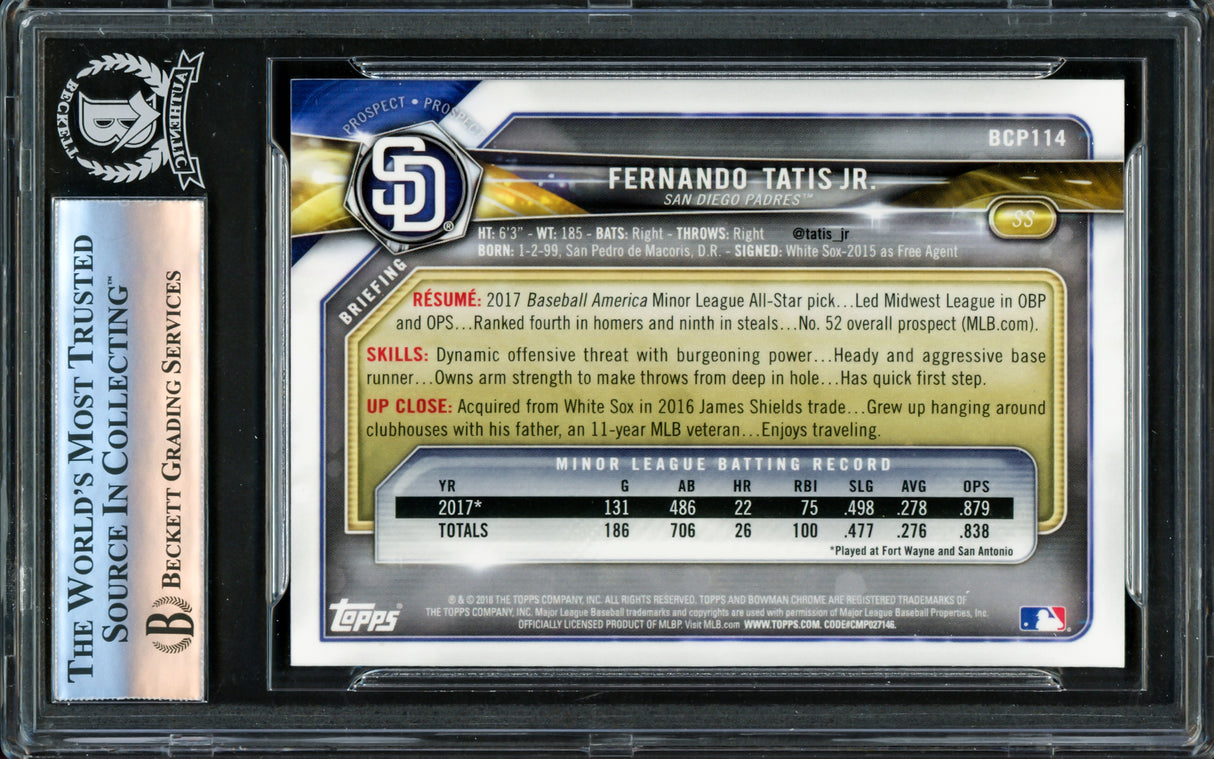 BECKETT AUTHENTIC
B
THE WORLD'S MOST TRUSTED
SOURCE IN COLLECTING™
B BECKETT GRADING SERVICES
PROSPECT • PROSPECT
BCP114
SD®
FERNANDO TATIS JR.
SAN DIEGO PADRES™
SS
HT: 6'3" - WT: 185 - BATS: Right - THROWS: Right @tatis_jr
BORN: 1-2-99, San Pedro de Macoris, D.R. - SIGNED: White Sox-2015 as Free Agent
BRIEFING
RÉSUMÉ: 2017 Baseball America Minor League All-Star pick...Led Midwest League in OBP
and OPS...Ranked fourth in homers and ninth in steals...No. 52 overall prospect (MLB.com).
SKILLS: Dynamic offensive threat with burgeoning power...Heady and aggressive base
runner...Owns arm strength to make throws from deep in hole...Has quick first step.
UP CLOSE: Acquired from White Sox in 2016 James Shields trade...Grew up hanging around
clubhouses with his father, an 11-year MLB veteran...Enjoys traveling.
MINOR LEAGUE BATTING RECORD
YR G AB HR RBI SLG AVG OPS
2017* 131 486 22 75 .498 .278 .879
TOTALS 186 706 26 100 .477 .276 .838
*Played at Fort Wayne and San Antonio
topps®
® & © 2018 THE TOPPS COMPANY, INC. ALL RIGHTS RESERVED. TOPPS AND BOWMAN CHROME ARE REGISTERED TRADEMARKS OF
THE TOPPS COMPANY, INC. Major League Baseball trademarks and copyrights are used with permission of Major League Baseball Properties, Inc.
OFFICIALLY LICENSED PRODUCT OF MLBP. Visit MLB.com WWW.TOPPS.COM. CODE#CMP027146.